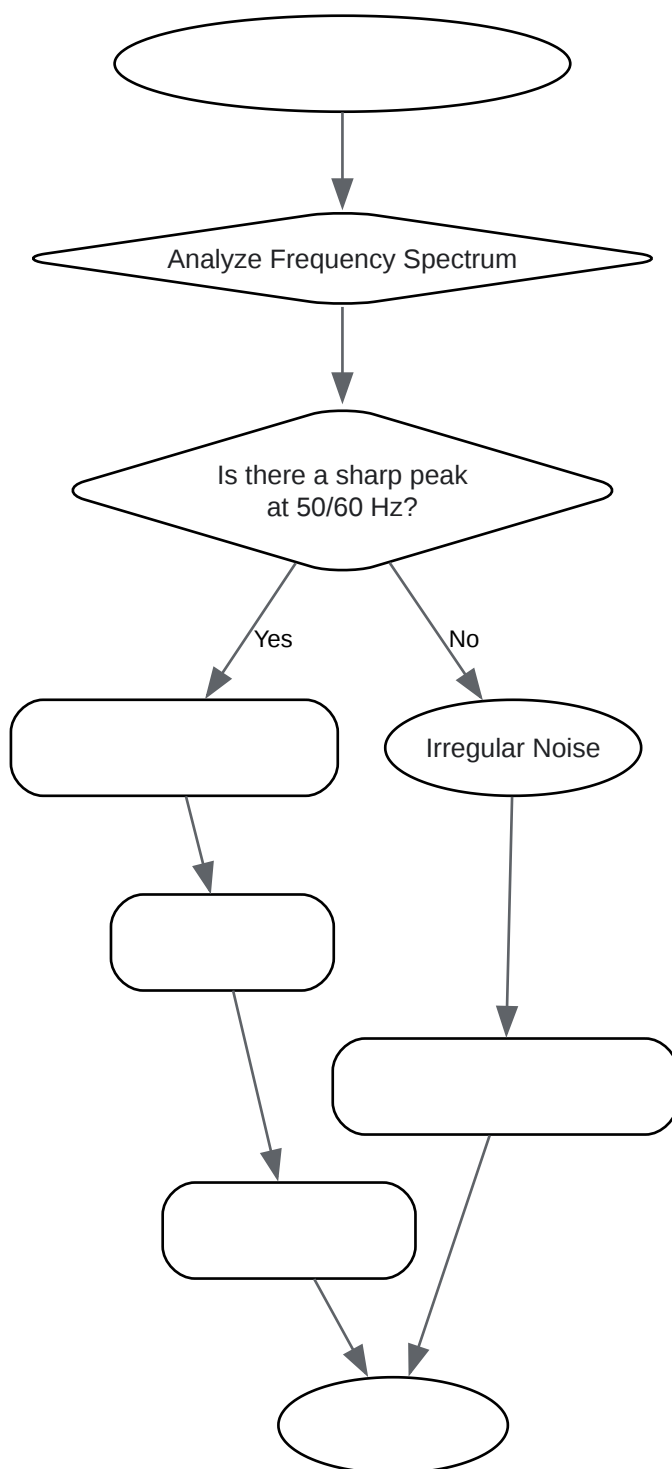 Analyze Frequency Spectrum
Is there a sharp peak
at 50/60 Hz?
Yes
No
Irregular Noise